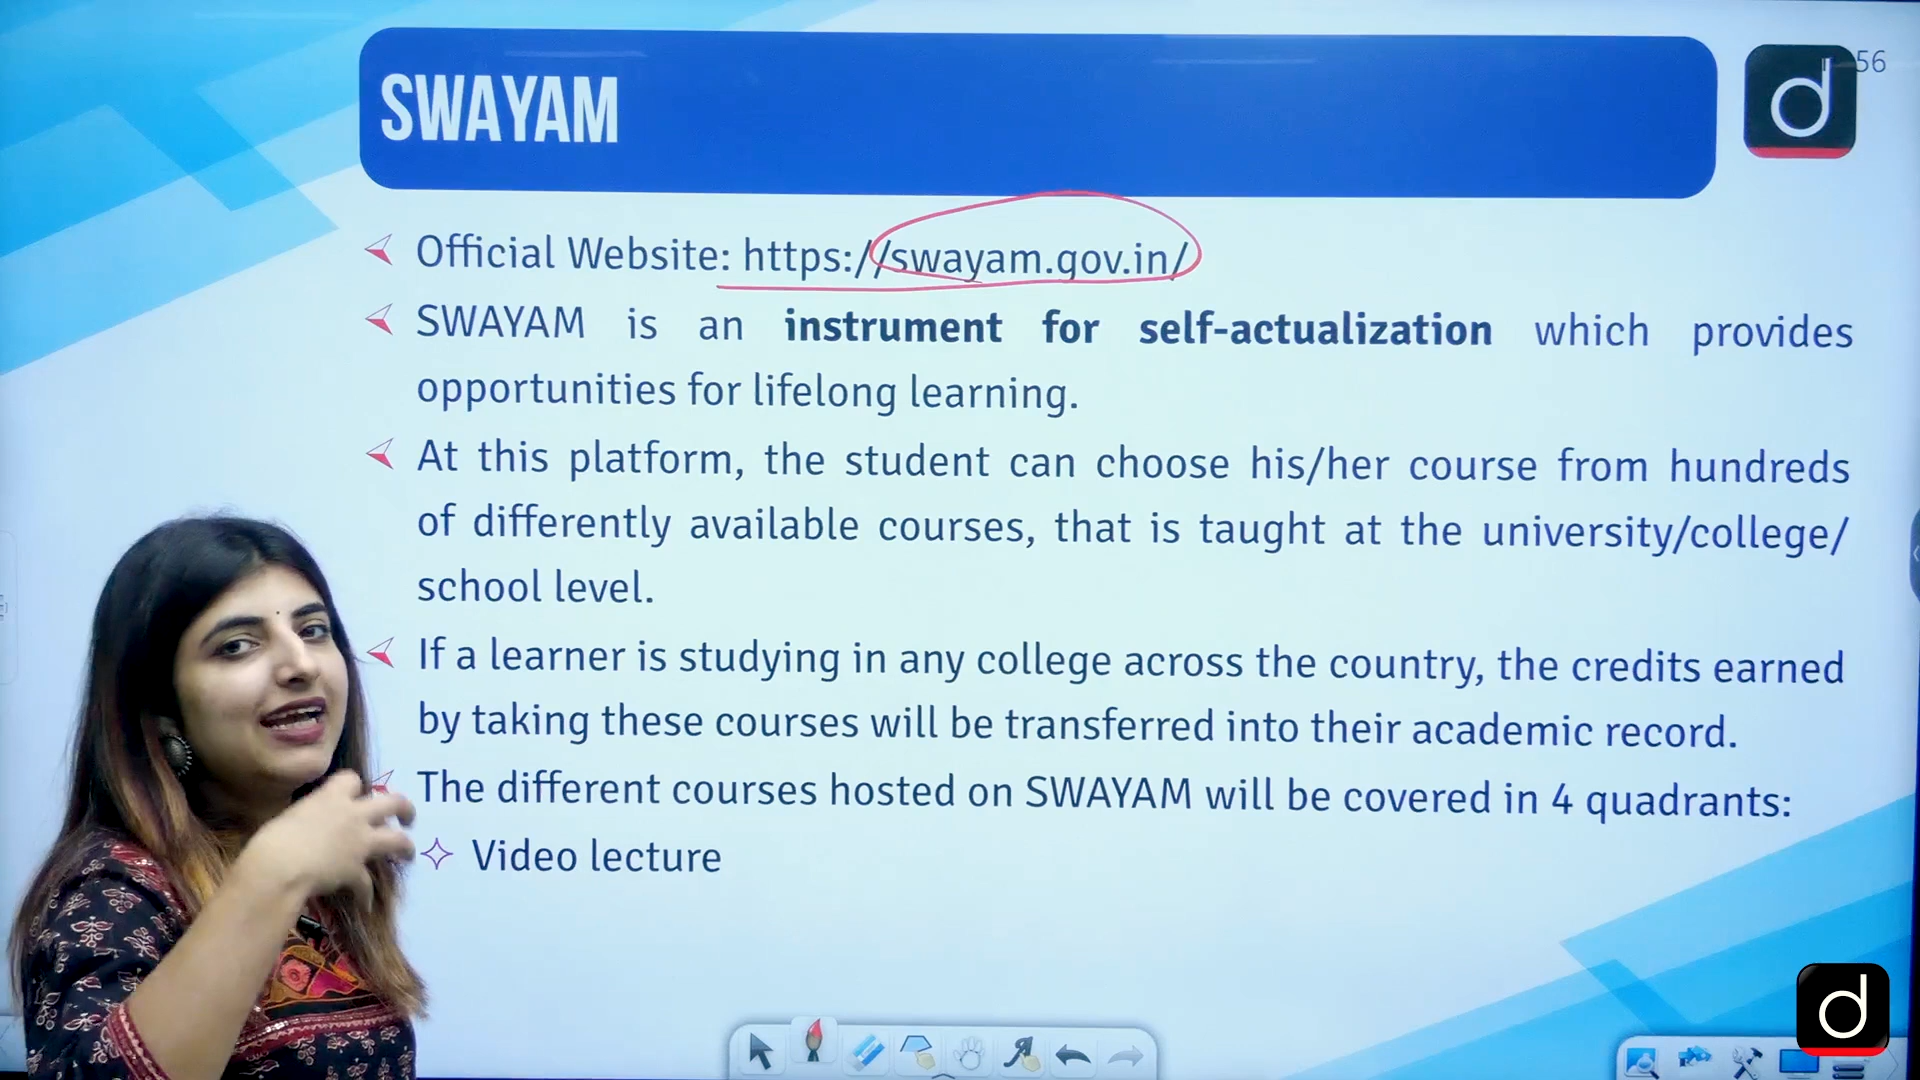 SWAYAM
d
56
Official Website: https://swayam.gov.in/
SWAYAM is an instrument for self-actualization which provides
opportunities for lifelong learning.
At this platform, the student can choose his/her course from hundreds
of differently available courses, that is taught at the university/college/
school level.
If a learner is studying in any college across the country, the credits earned
by taking these courses will be transferred into their academic record.
The different courses hosted on SWAYAM will be covered in 4 quadrants:
Video lecture
d